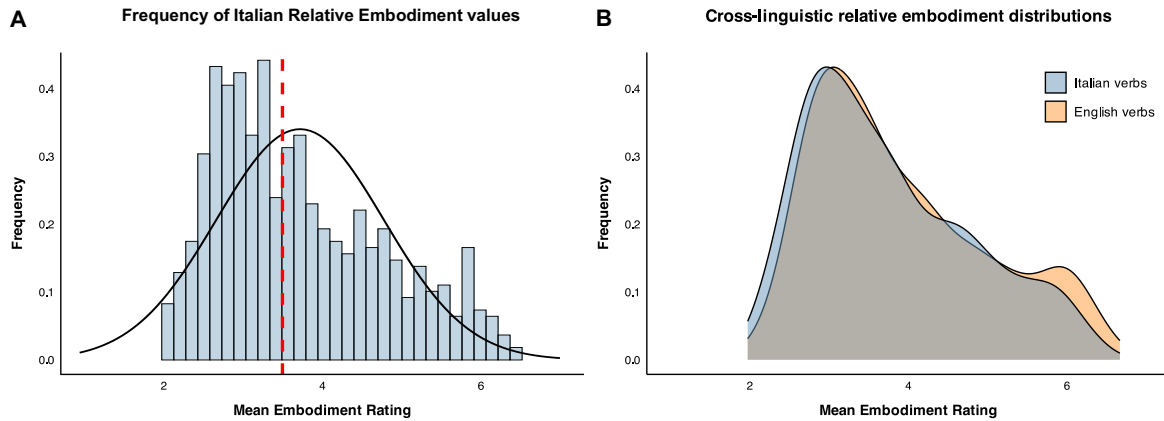 A
Frequency of Italian Relative Embodiment values
Frequency
0.4
0.3
0.2
0.1
0.0
2
4
6
Mean Embodiment Rating
B
Cross-linguistic relative embodiment distributions
Italian verbs
English verbs
Frequency
0.4
0.3
0.2
0.1
0.0
2
4
6
Mean Embodiment Rating